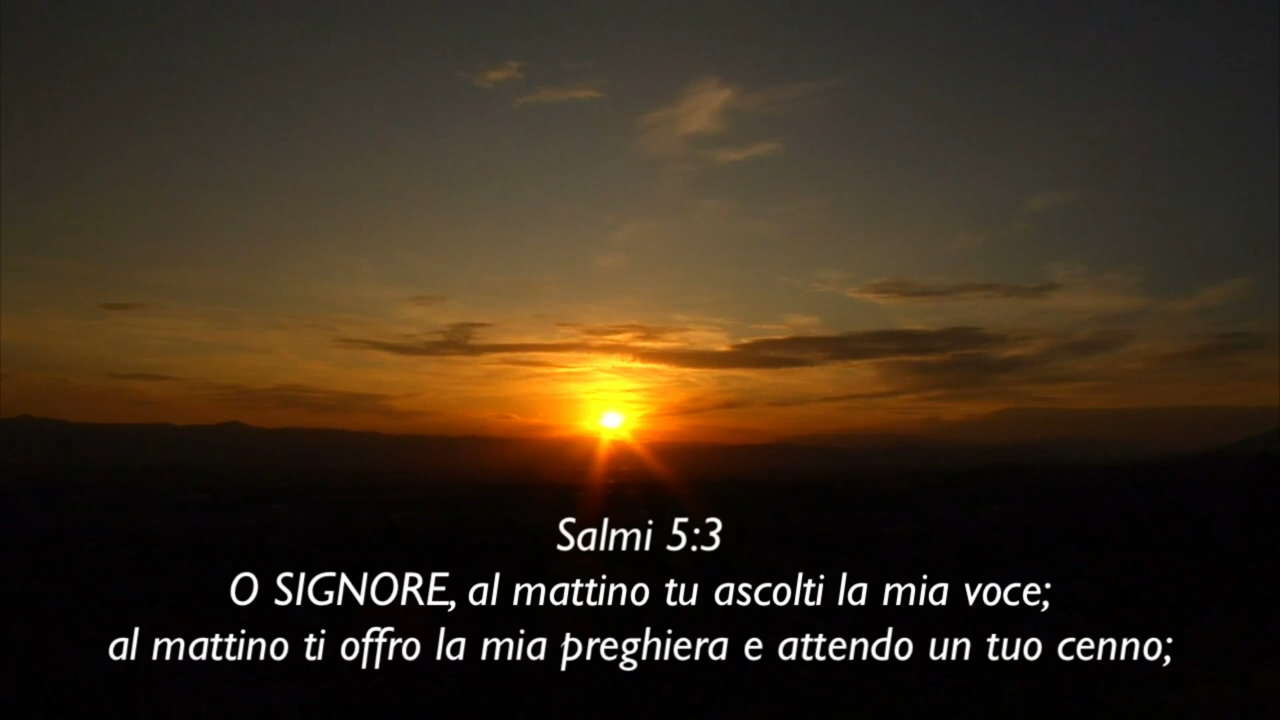 Salmi 5:3
O SIGNORE, al mattino tu ascolti la mia voce;
al mattino ti offro la mia preghiera e attendo un tuo cenno;